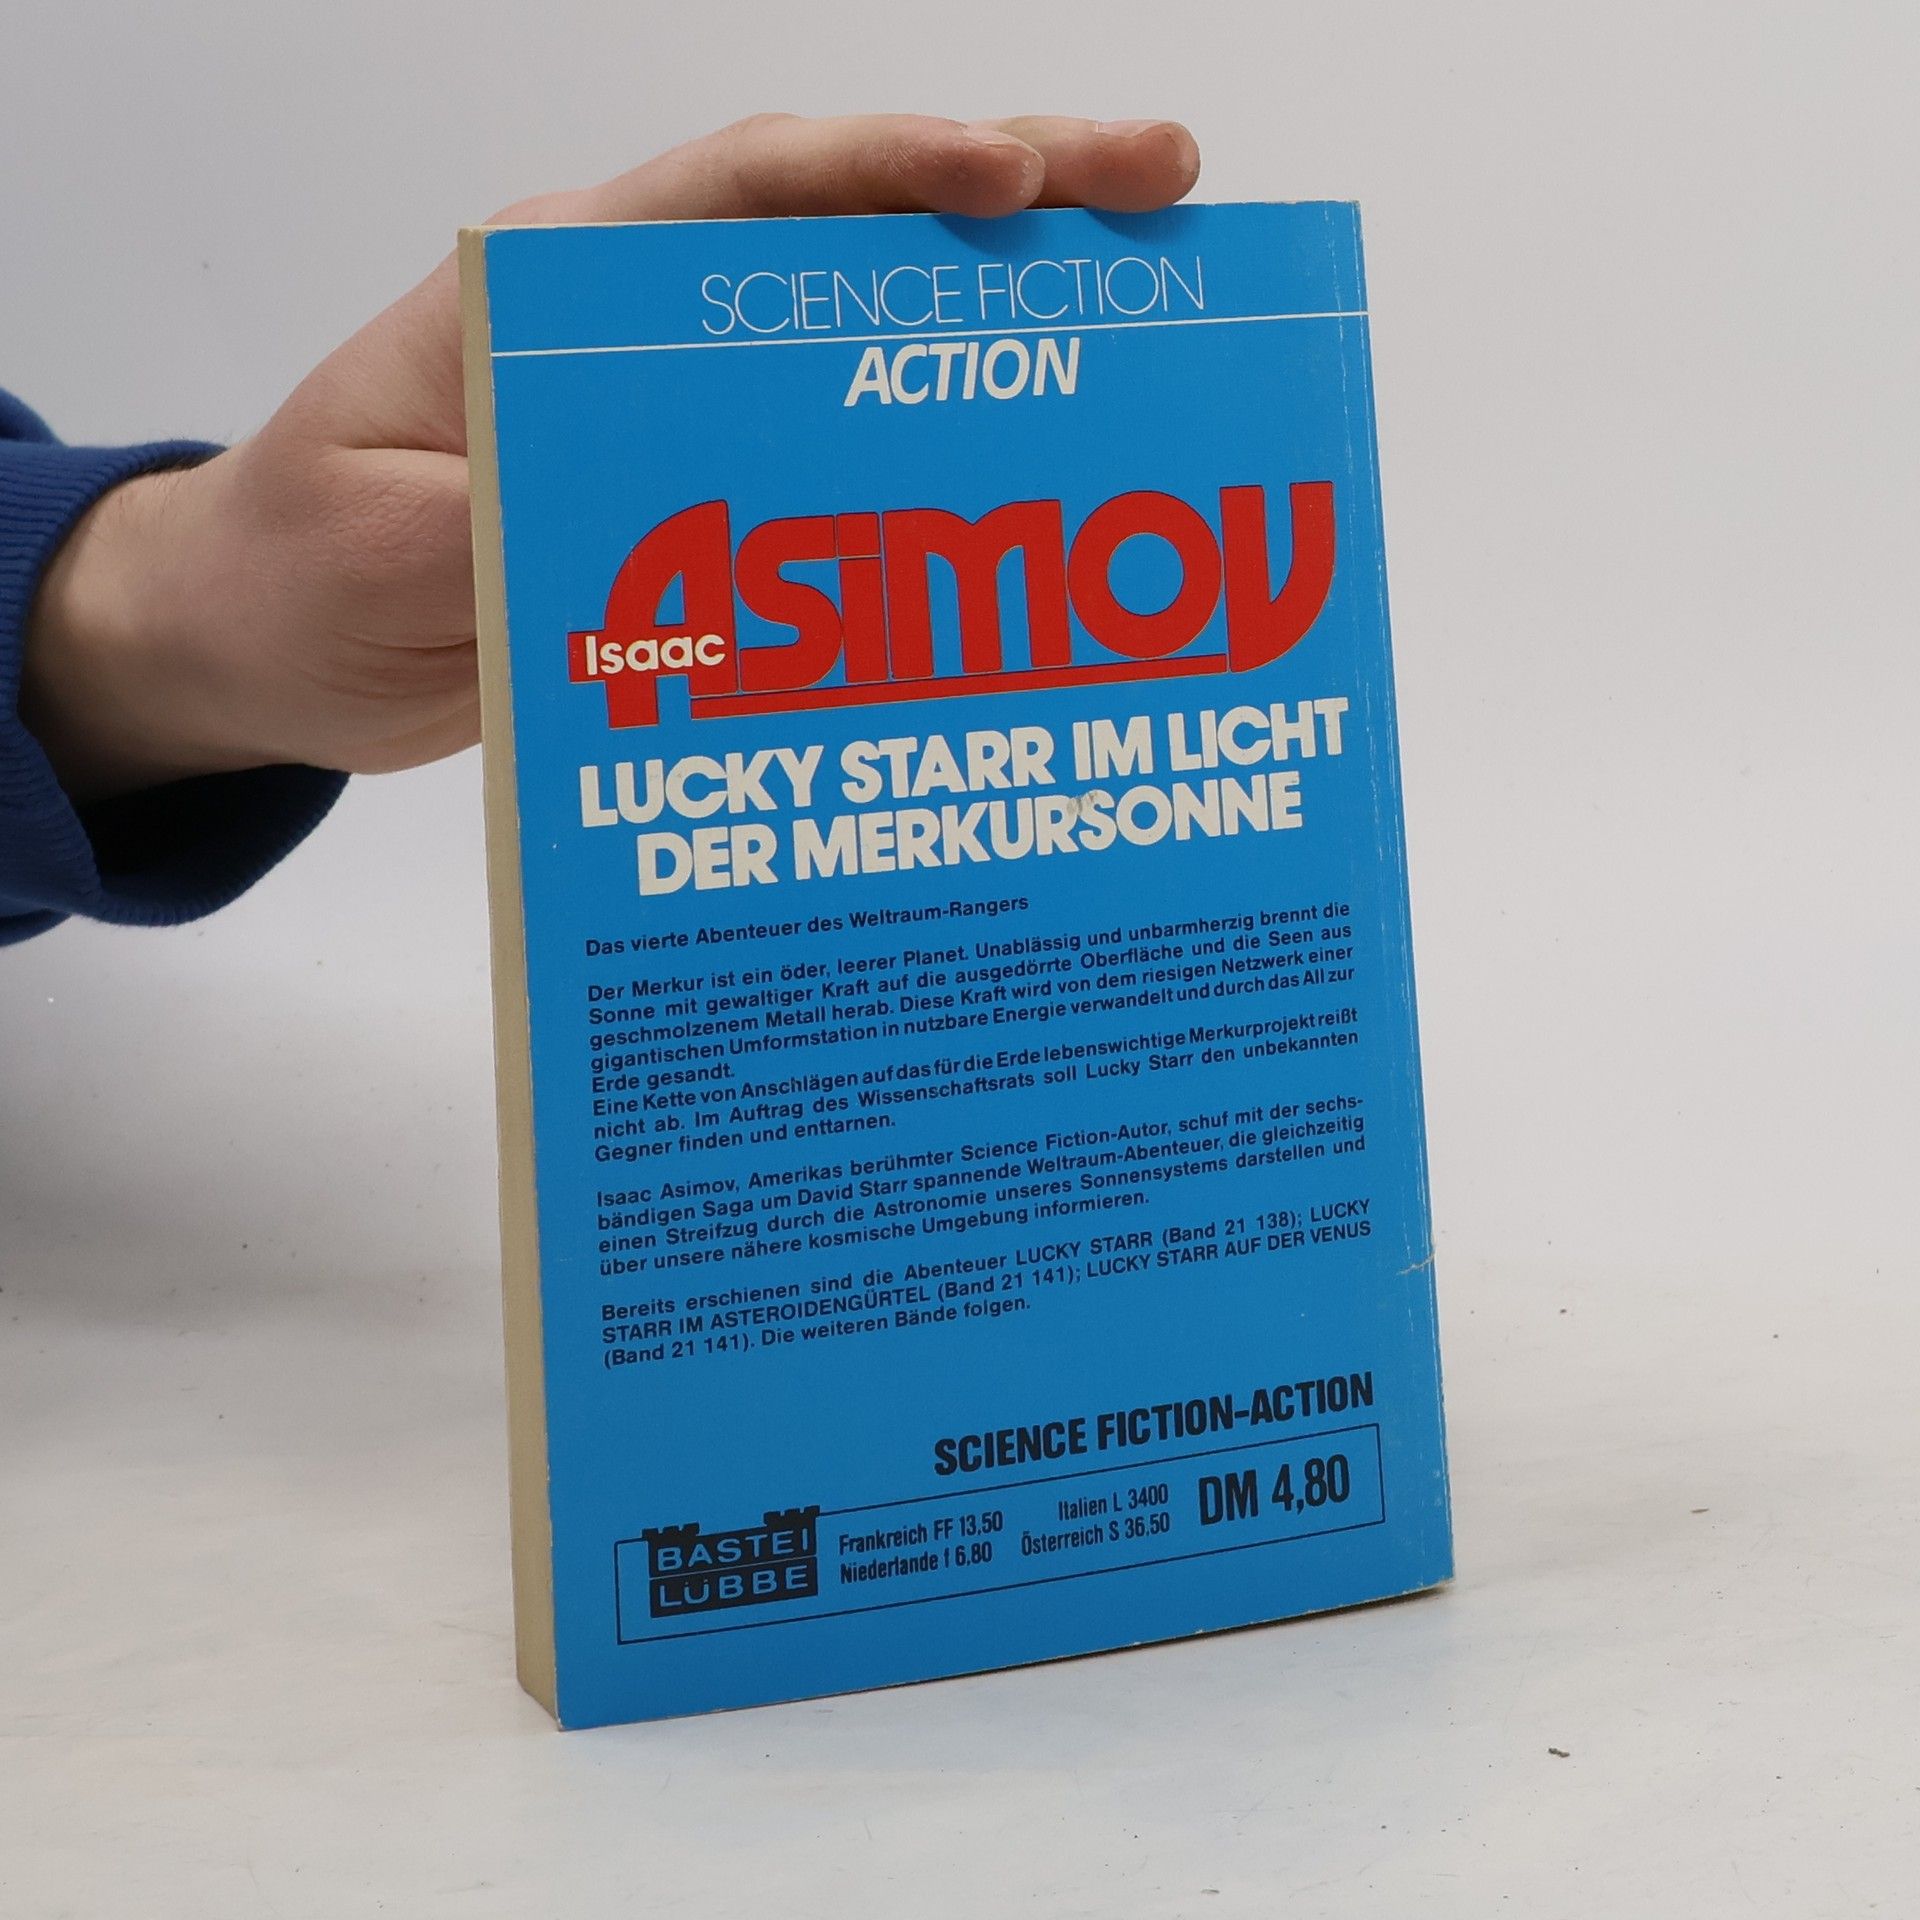 SCIENCE FICTION
ACTION
Isaac
ASiMOV
LUCKY STARR IM LICHT
DER MERKURSONNE
Das vierte Abenteuer des Weltraum-Rangers
Der Merkur ist ein öder, leerer Planet. Unablässig und unbarmherzig brennt die
Sonne mit gewaltiger Kraft auf die ausgedörrte Oberfläche und die Seen aus
geschmolzenem Metall herab. Diese Kraft wird von dem riesigen Netzwerk einer
gigantischen Umformstation in nutzbare Energie verwandelt und durch das All zur
Erde gesandt.
Eine Kette von Anschlägen auf das für die Erde lebenswichtige Merkurprojekt reißt
nicht ab. Im Auftrag des Wissenschaftsrats soll Lucky Starr den unbekannten
Gegner finden und enttarnen.
Isaac Asimov, Amerikas berühmter Science Fiction-Autor, schuf mit der sechs-
bändigen Saga um David Starr spannende Weltraum-Abenteuer, die gleichzeitig
einen Streifzug durch die Astronomie unseres Sonnensystems darstellen und
über unsere nähere kosmische Umgebung informieren.
Bereits erschienen sind die Abenteuer LUCKY STARR (Band 21 138); LUCKY
STARR IM ASTEROIDENGÜRTEL (Band 21 141); LUCKY STARR AUF DER VENUS
(Band 21 141). Die weiteren Bände folgen.
SCIENCE FICTION-ACTION
BASTEI
LÜBBE
Frankreich FF 13,50
Niederlande f 6,80
Italien L 3400
Österreich S 36,50
DM 4,80